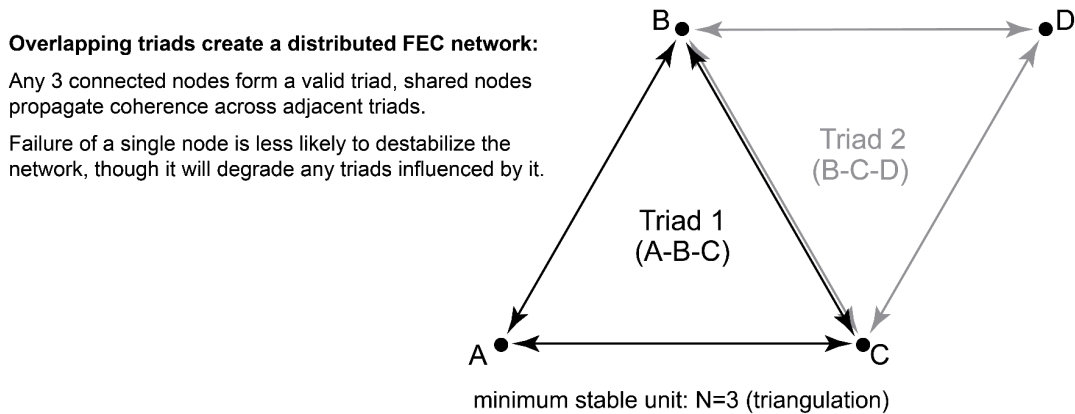 Overlapping triads create a distributed FEC network:
Any 3 connected nodes form a valid triad, shared nodes
propagate coherence across adjacent triads.
Failure of a single node is less likely to destabilize the
network, though it will degrade any triads influenced by it.
B
D
Triad 2
(B-C-D)
Triad 1
(A-B-C)
A
C
minimum stable unit: N=3 (triangulation)